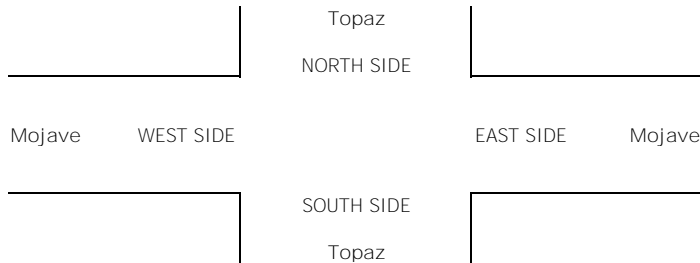 Topaz
NORTH SIDE
Mojave WEST SIDE EAST SIDE Mojave
SOUTH SIDE
Topaz